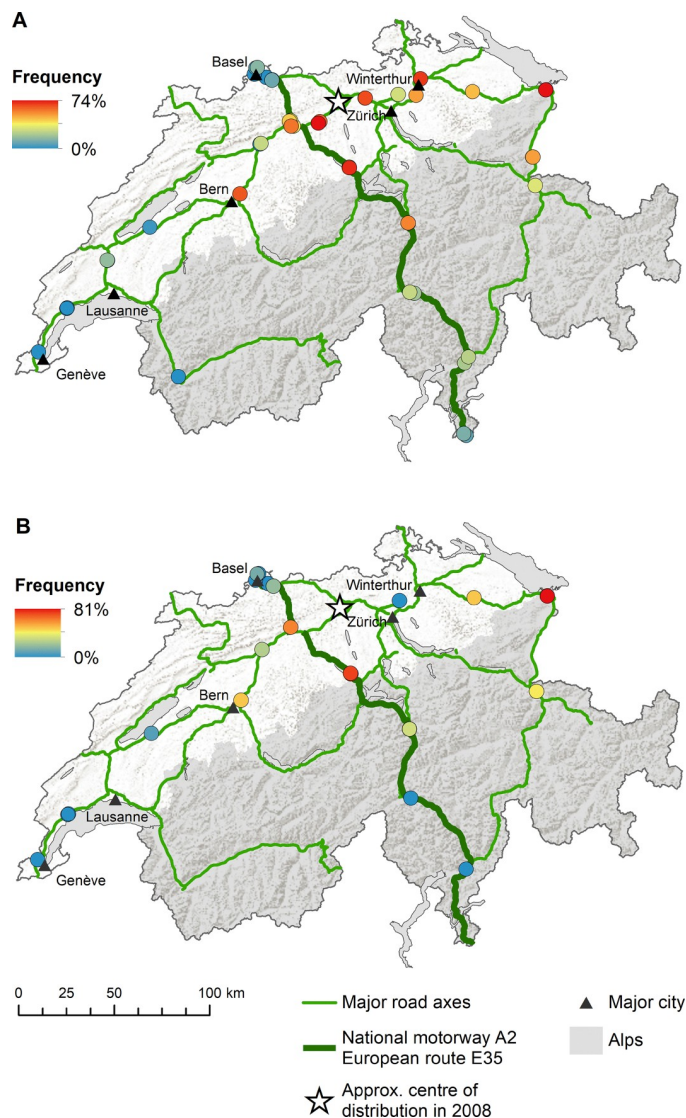 A
Basel
Frequency
74%
0%
Winterthur
Zürich
Bern
Lausanne
Genève
B
Basel
Frequency
81%
0%
Winterthur
Zürich
Bern
Lausanne
Genève
0 25 50 100 km
Major road axes
National motorway A2
European route E35
Approx. centre of
distribution in 2008
Major city
Alps